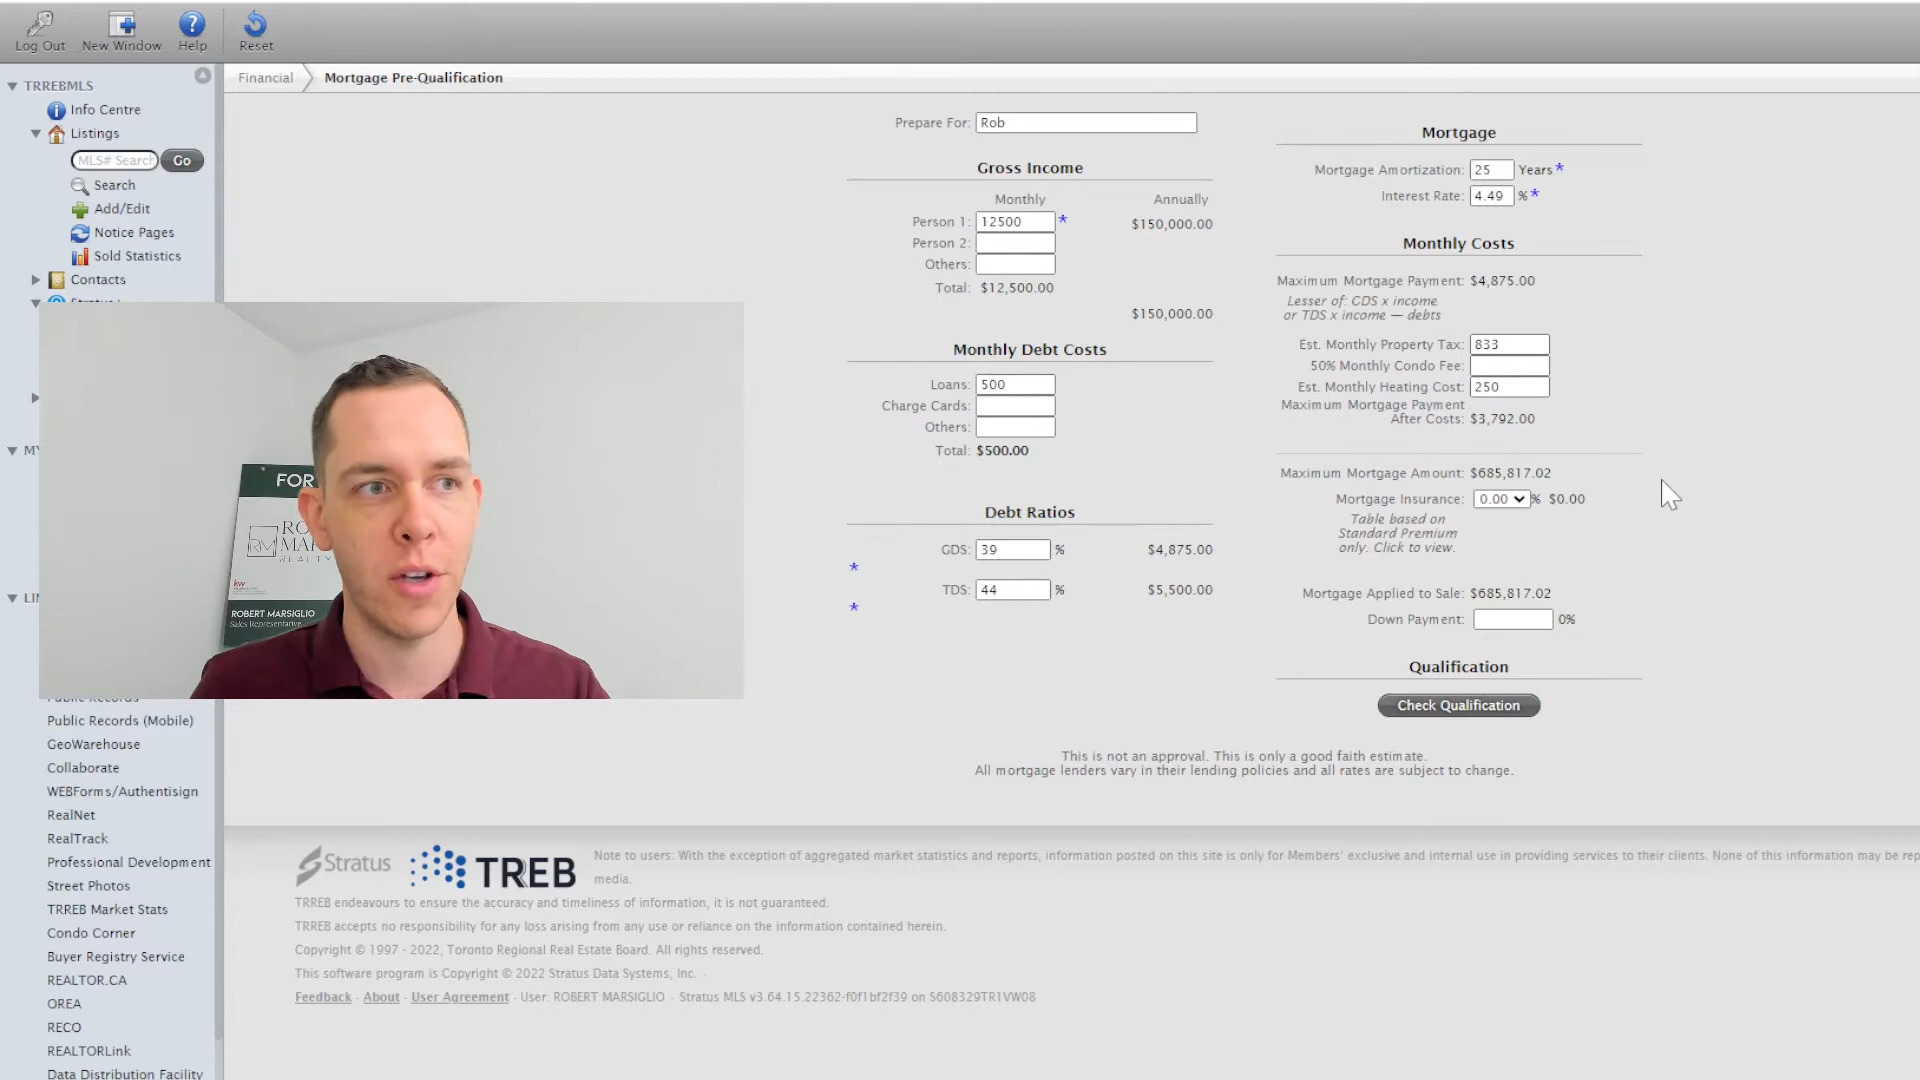 Log Out New Window Help Reset
TRREBMLS
Info Centre
Listings
MLS# Search Go
Search
Add/Edit
Notice Pages
Sold Statistics
Contacts
MY
LI
Public Records (Mobile)
GeoWarehouse
Collaborate
WEBForms/Authentisign
RealNet
RealTrack
Professional Development
Street Photos
TRREB Market Stats
Condo Corner
Buyer Registry Service
REALTOR.CA
OREA
RECO
REALTORLink
Data Distribution Facility
Financial Mortgage Pre-Qualification
Prepare For: Rob
Gross Income
Monthly Annually
Person 1: 12500 * $150,000.00
Person 2:
Others:
Total: $12,500.00
$150,000.00
Monthly Debt Costs
Loans: 500
Charge Cards:
Others:
Total: $500.00
Debt Ratios
GDS: 39 % $4,875.00
*
TDS: 44 % $5,500.00
*
Mortgage
Mortgage Amortization: 25 Years *
Interest Rate: 4.49 % *
Monthly Costs
Maximum Mortgage Payment: $4,875.00
Lesser of: GDS x income
or TDS x income — debts
Est. Monthly Property Tax: 833
50% Monthly Condo Fee:
Est. Monthly Heating Cost: 250
Maximum Mortgage Payment
After Costs: $3,792.00
Maximum Mortgage Amount: $685,817.02
Mortgage Insurance: 0.00 % $0.00
Table based on
Standard Premium
only. Click to view.
Mortgage Applied to Sale: $685,817.02
Down Payment: 0%
Qualification
Check Qualification
This is not an approval. This is only a good faith estimate.
All mortgage lenders vary in their lending policies and all rates are subject to change.
FOR
RM
REALTY
kw
ROBERT MARSIGLIO
Sales Representative
Stratus TREB
Note to users: With the exception of aggregated market statistics and reports, information posted on this site is only for Members' exclusive and internal use in providing services to their clients. None of this information may be
media.
TRREB endeavours to ensure the accuracy and timeliness of information, it is not guaranteed.
TRREB accepts no responsibility for any loss arising from any use or reliance on the information contained herein.
Copyright © 1997 - 2022, Toronto Regional Real Estate Board. All rights reserved.
This software program is Copyright © 2022 Stratus Data Systems, Inc. ·
Feedback · About · User Agreement · User: ROBERT MARSIGLIO · Stratus MLS v3.64.15.22362-f0f1bf2f39 on S608329TR1VW08